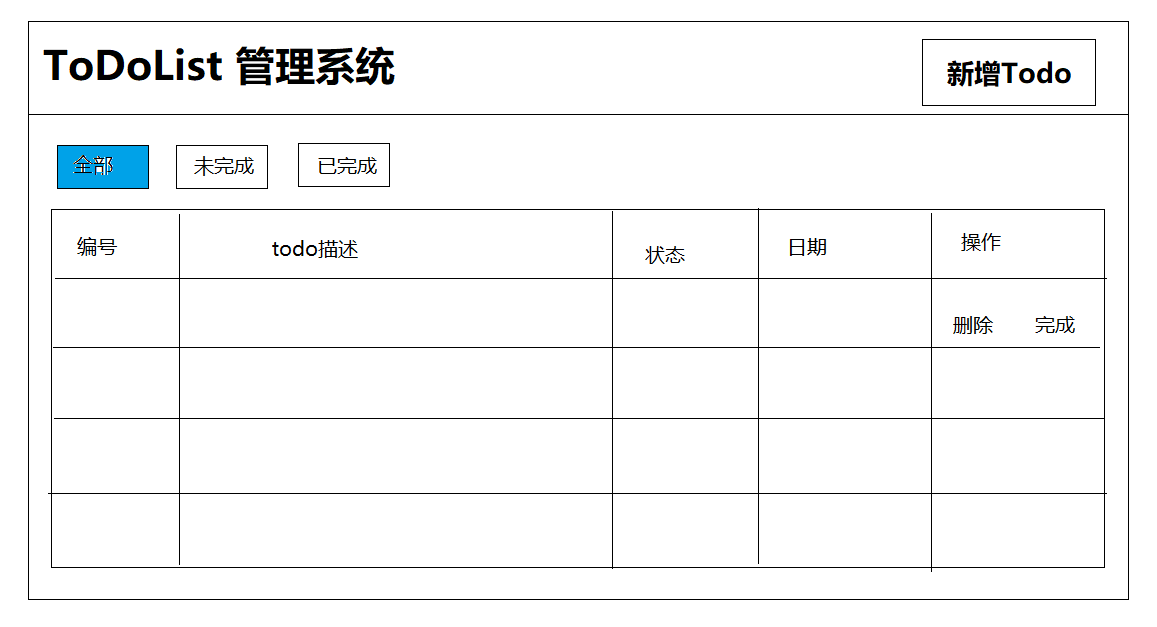 ToDoList 管理系统
新增Todo
全部
未完成
已完成
编号
todo描述
状态
日期
操作
删除
完成